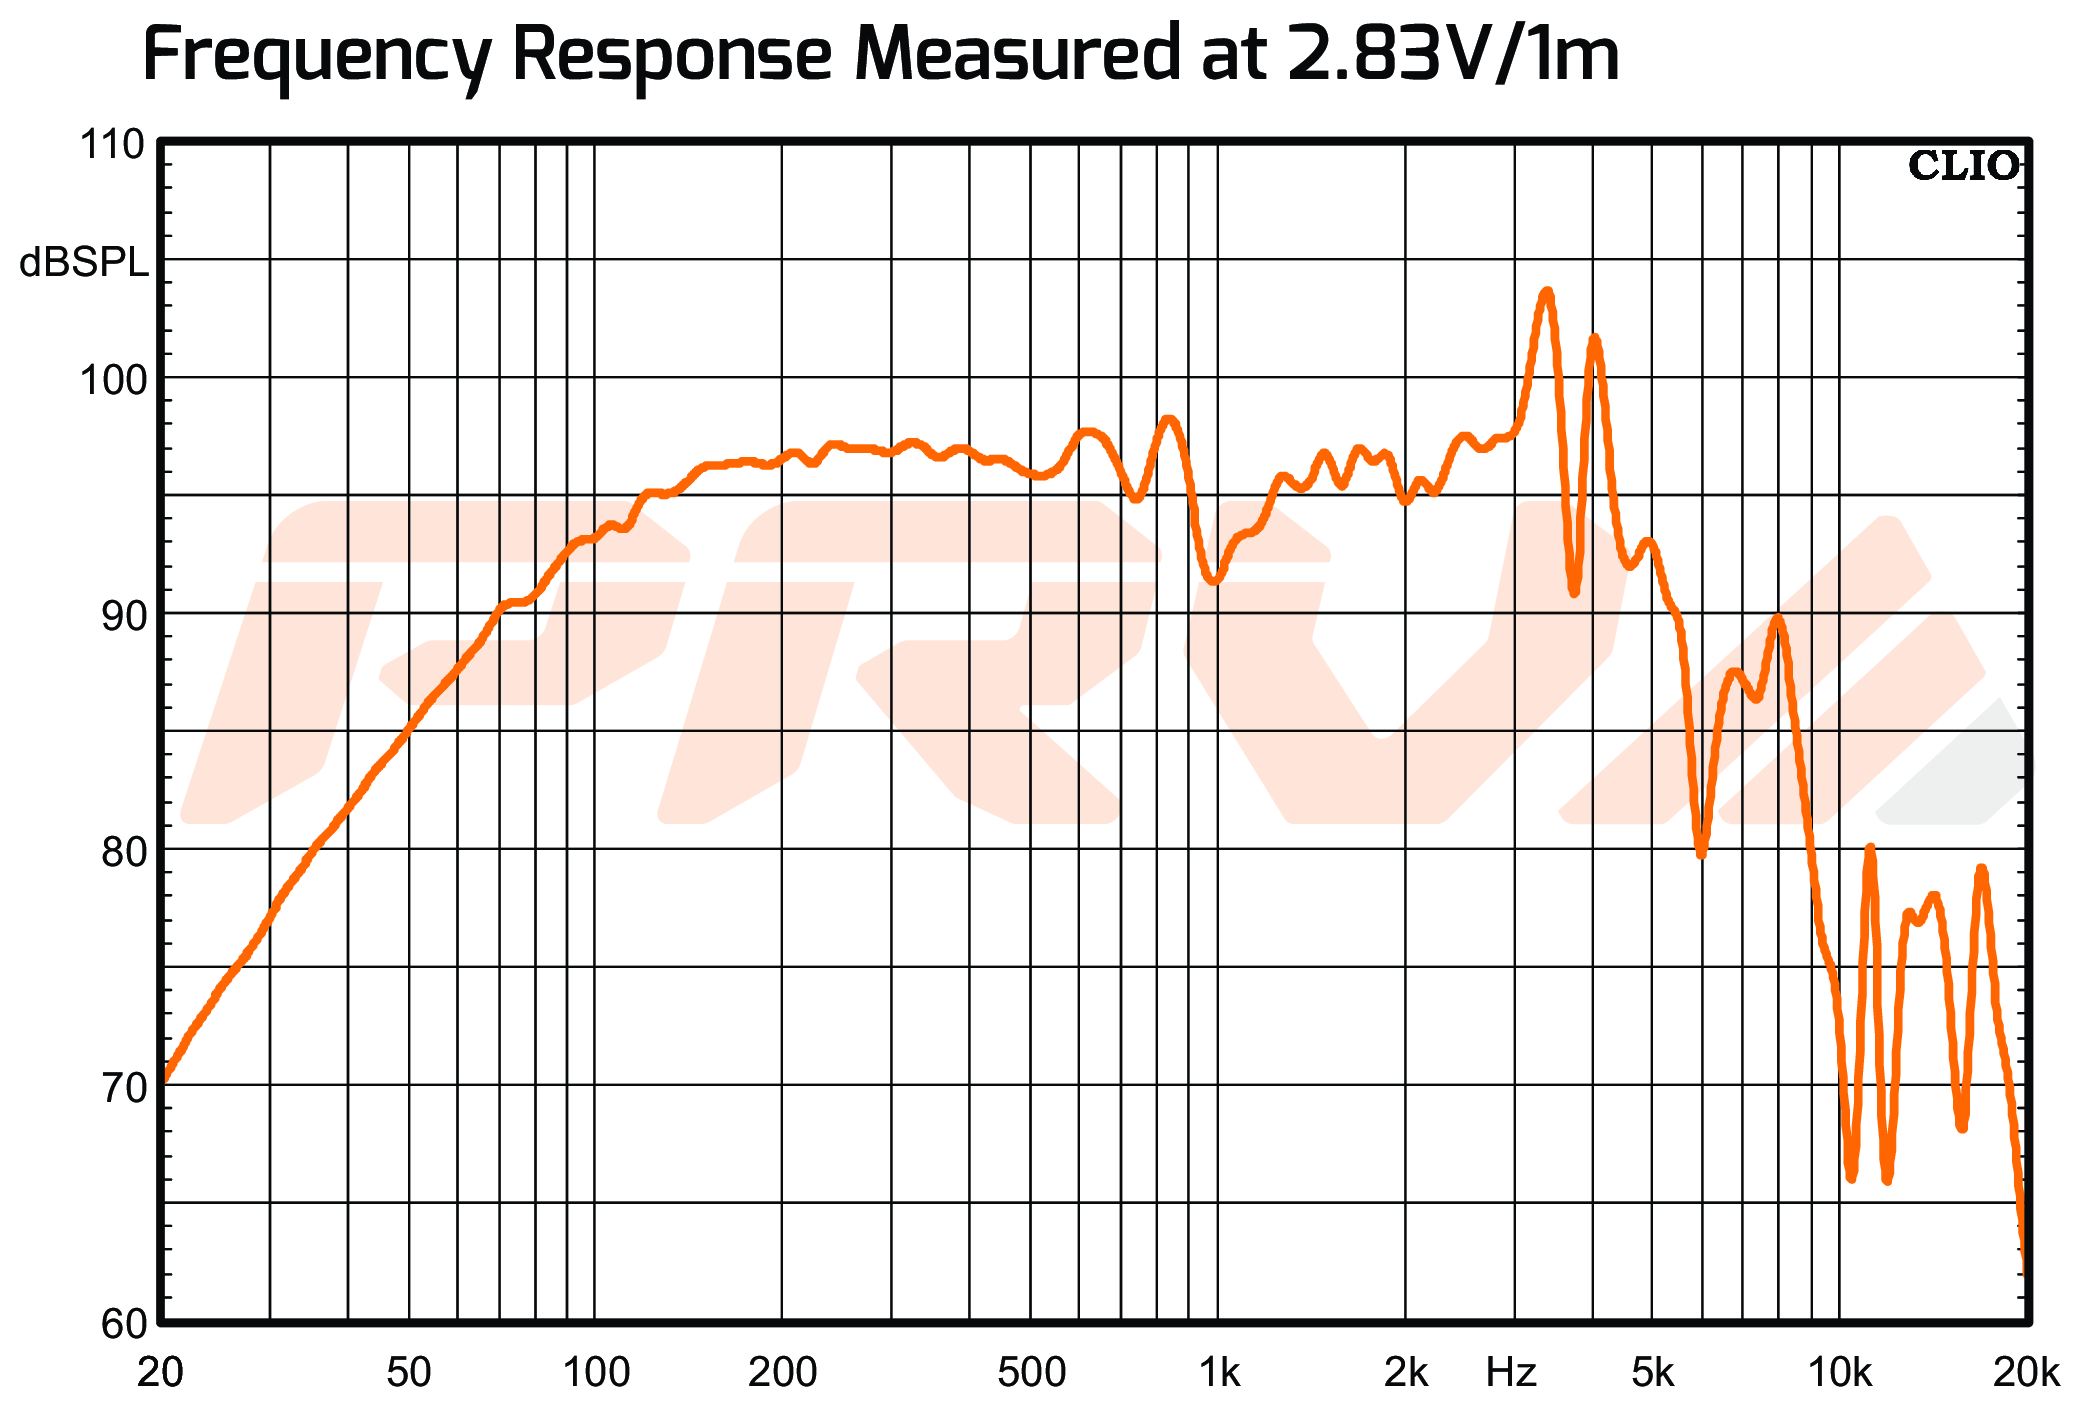 Frequency Response Measured at 2.83V/1m
110
CLIO
dBSPL
100
PRV
90
80
70
60
20 50 100 200 500 1k 2k Hz 5k 10k 20k